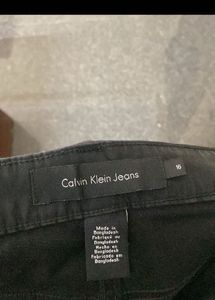 Calvin Klein Jeans
10
Made in
Bangladesh
Fabriqué au
Bangladesh
Hecho en
Bangladesh
Fabricado em
Bangladesh